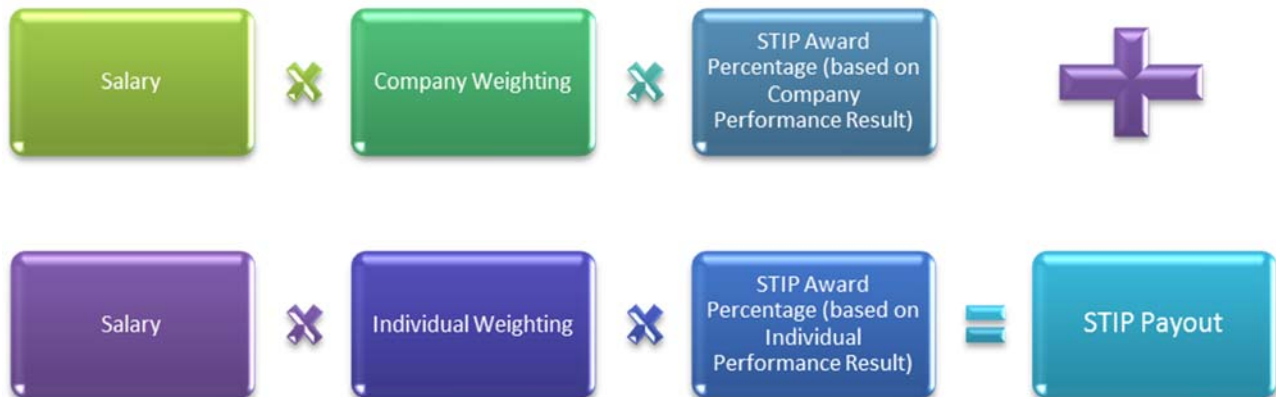 Salary
Company Weighting
STIP Award
Percentage (based on
Company
Performance Result)
Salary
Individual Weighting
STIP Award
Percentage (based on
Individual
Performance Result)
STIP Payout